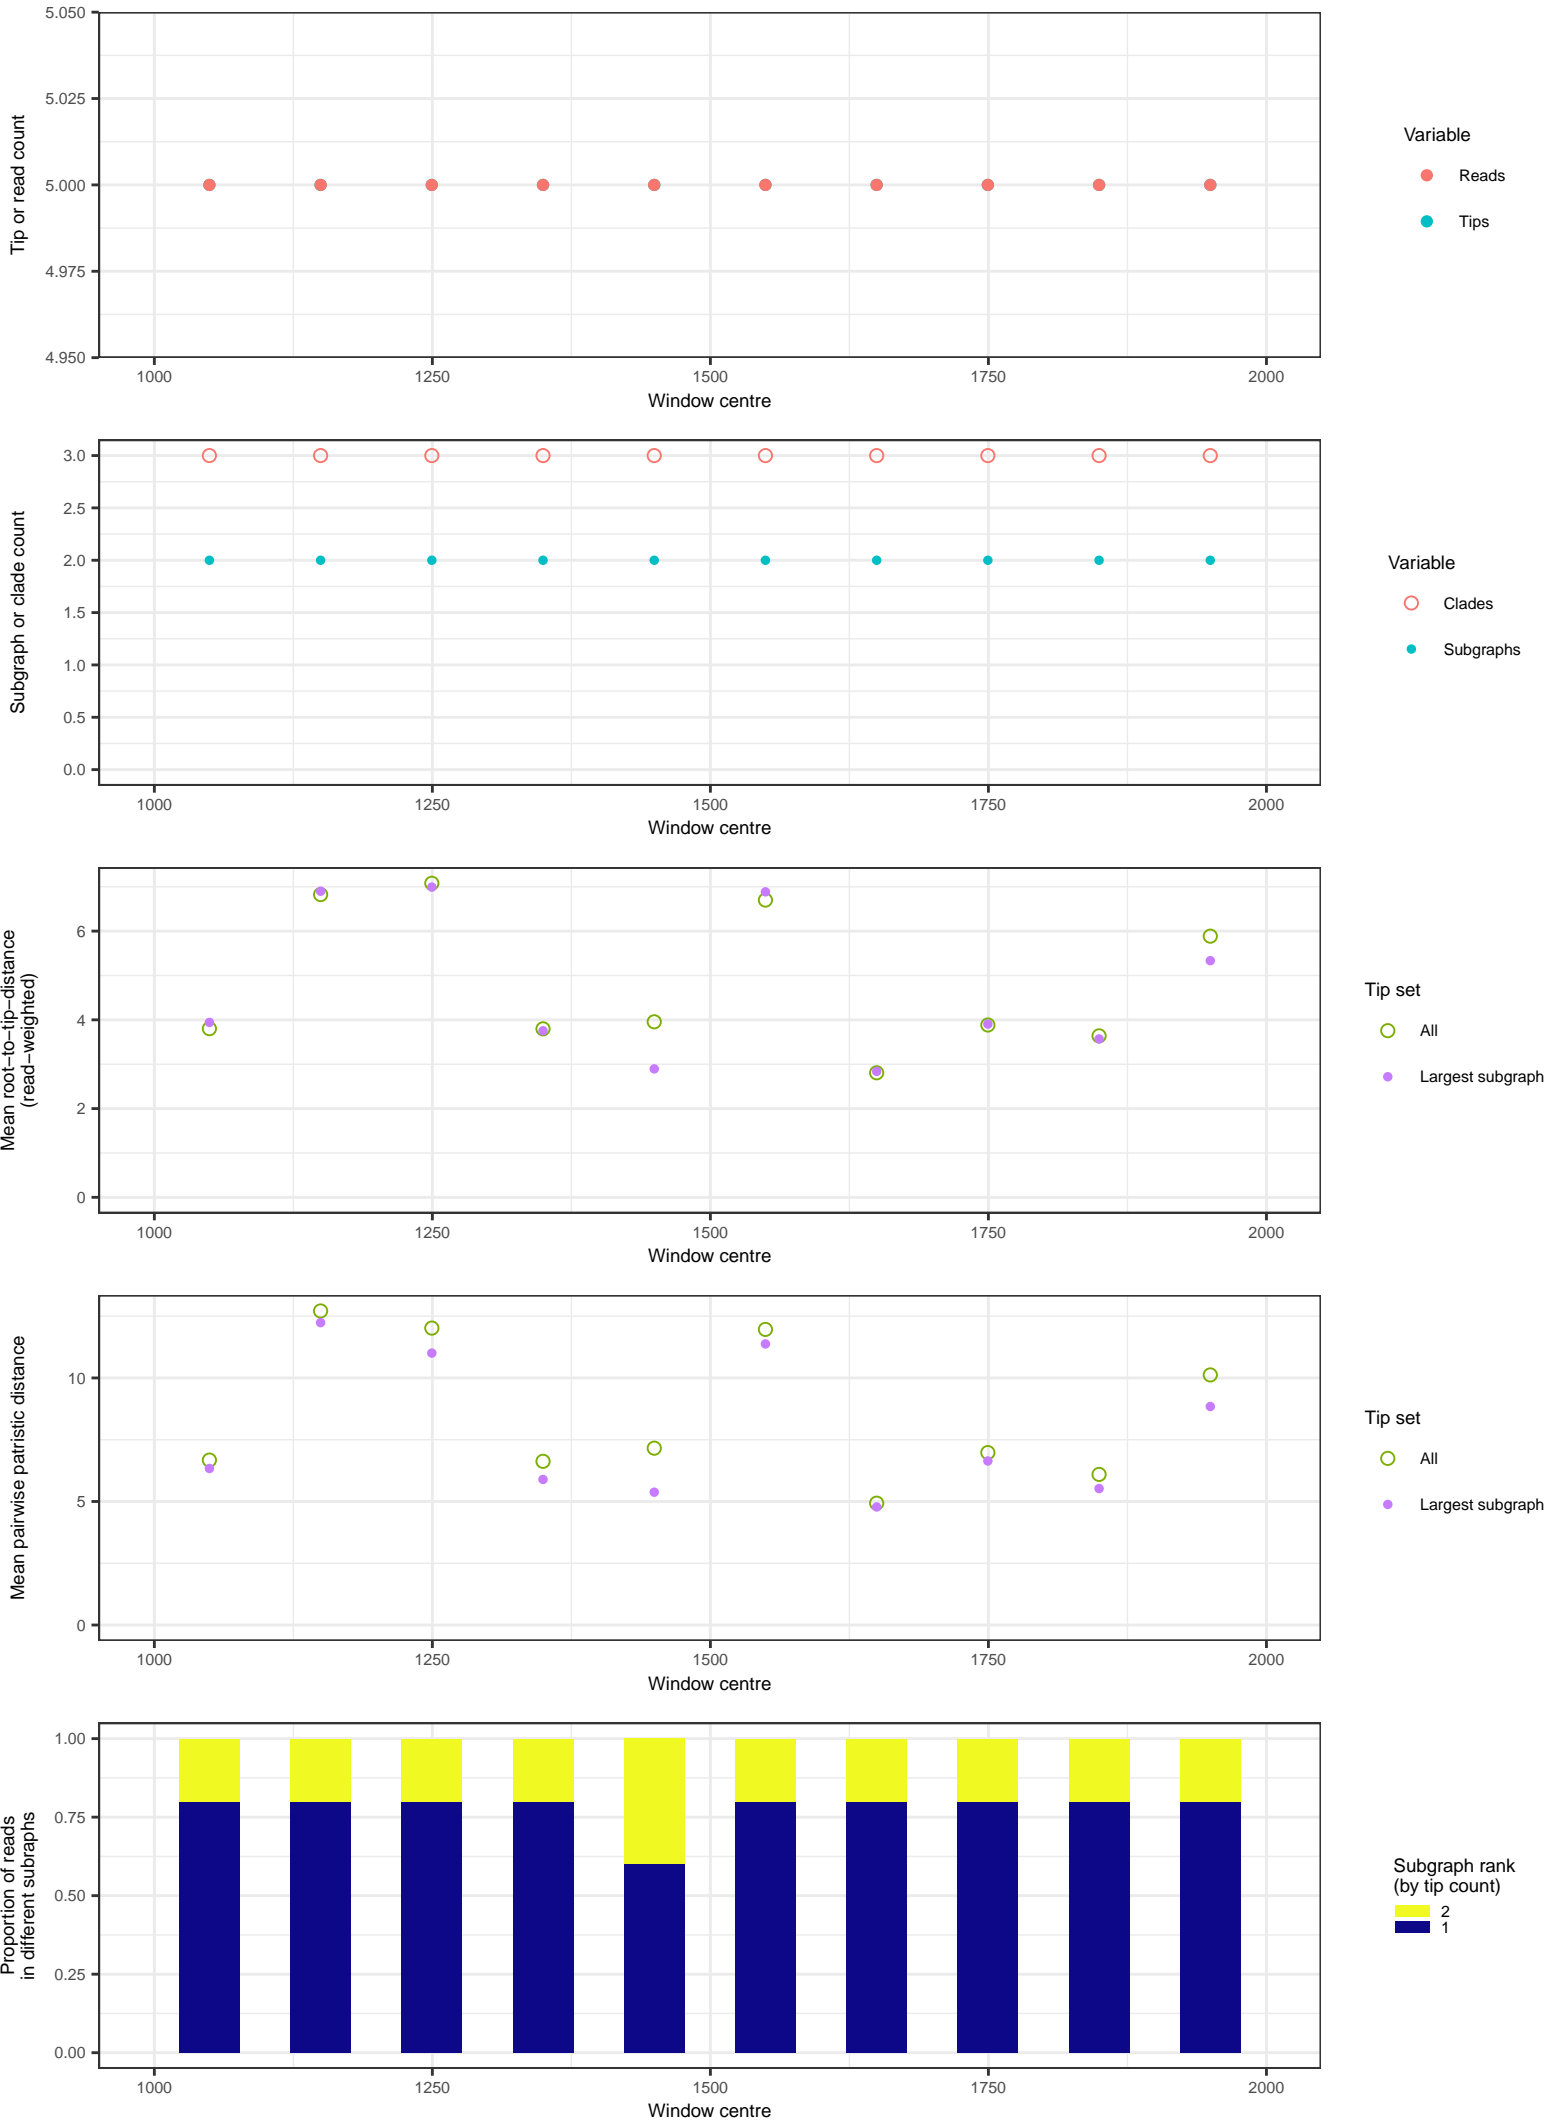 5.050
5.025
5.000
4.975
4.950
Tip or read count
1000 1250 1500 1750 2000
Window centre
Variable
Reads
Tips
3.0
2.5
2.0
1.5
1.0
0.5
0.0
Subgraph or clade count
1000 1250 1500 1750 2000
Window centre
Variable
Clades
Subgraphs
6
4
2
0
Mean root−to−tip−distance
(read−weighted)
1000 1250 1500 1750 2000
Window centre
Tip set
All
Largest subgraph
10
5
0
Mean pairwise patristic distance
1000 1250 1500 1750 2000
Window centre
Tip set
All
Largest subgraph
1.00
0.75
0.50
0.25
0.00
Proportion of reads
in different subraphs
1000 1250 1500 1750 2000
Window centre
Subgraph rank
(by tip count)
2
1